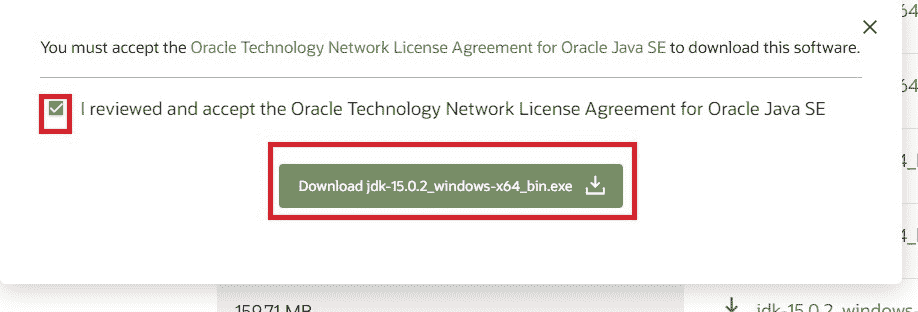 You must accept the Oracle Technology Network License Agreement for Oracle Java SE to download this software.
I reviewed and accept the Oracle Technology Network License Agreement for Oracle Java SE
Download jdk-15.0.2_windows-x64_bin.exe
159.71 MB
jdk-15.0.2_windows-